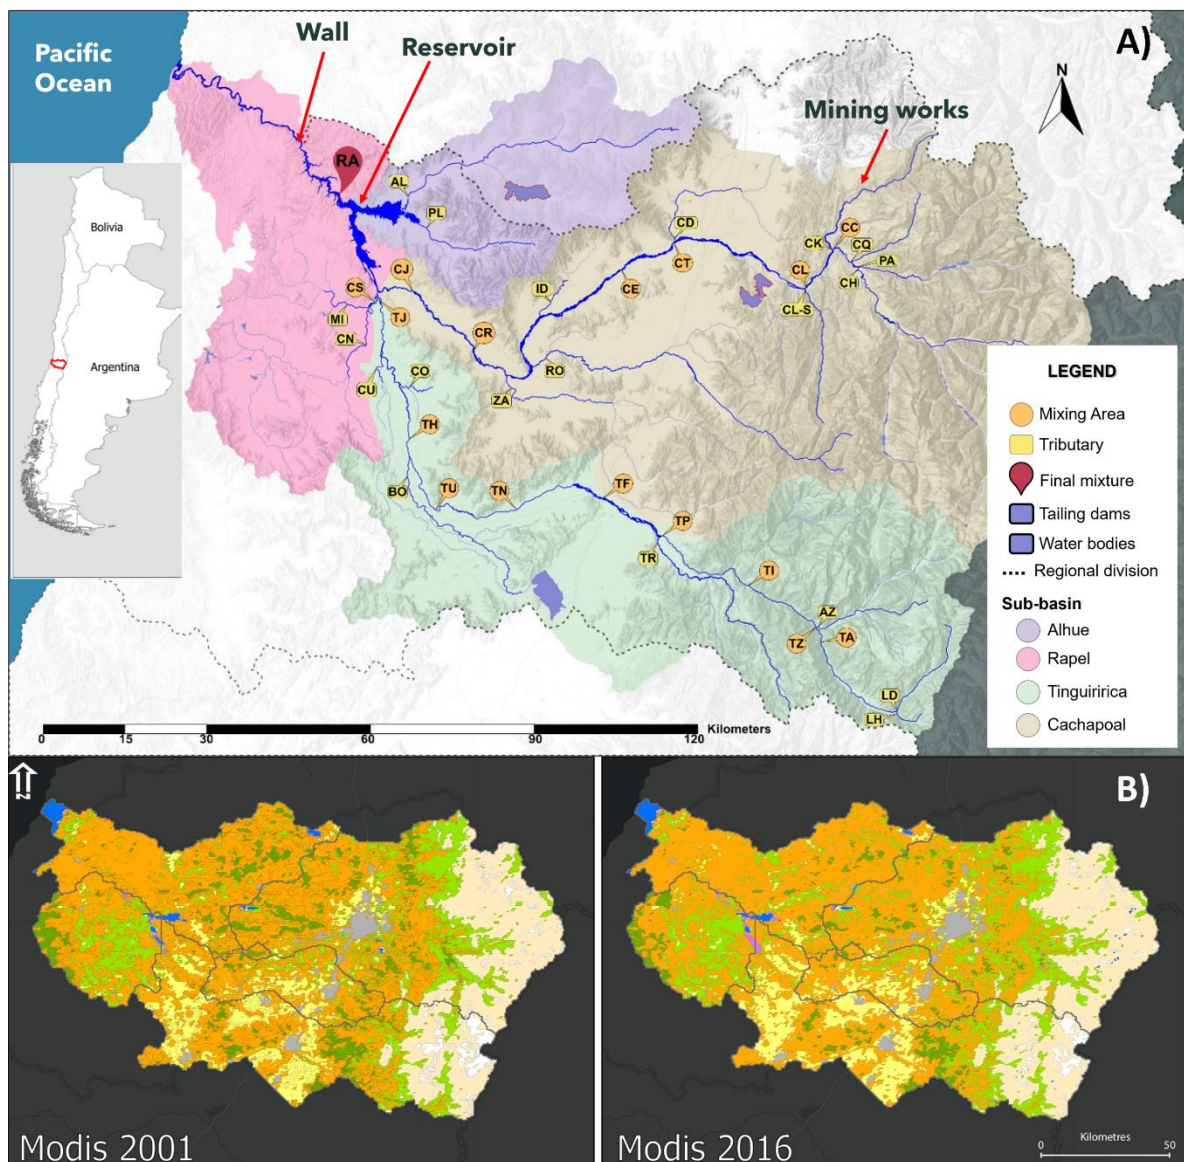 Pacific
Ocean
Wall
Reservoir
A)
N
Mining works
RA
AL
PL
CD
CC
CK
CQ
PA
CT
CL
CH
CJ
CS
ID
CE
CL-S
MI
TJ
CR
CN
CO
RO
CU
ZA
TH
BO
TU
TN
TF
TP
TR
TI
AZ
TZ
TA
LD
LH
Bolivia
Argentina
LEGEND
Mixing Area
Tributary
Final mixture
Tailing dams
Water bodies
Regional division
Sub-basin
Alhue
Rapel
Tinguiririca
Cachapoal
Kilometers
0 15 30 60 90 120
N
B)
Modis 2001
Modis 2016
Kilometres
0 50